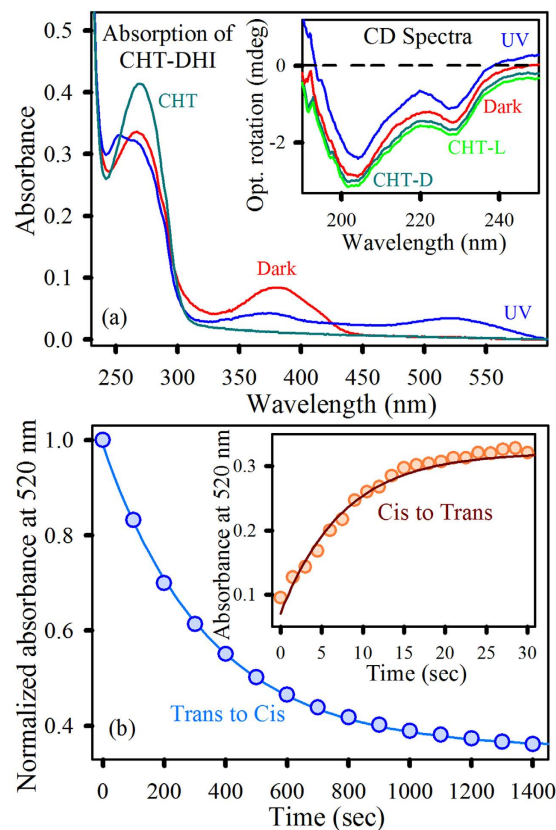 Absorption of
CHT-DHI
CHT
Dark
UV
(a)
0.5
0.4
0.3
0.2
0.1
0.0
Absorbance
250 300 350 400 450 500 550
Wavelength (nm)
CD Spectra
UV
Dark
CHT-L
CHT-D
0
-2
Opt. rotation (mdeg)
200 220 240
Wavelength (nm)
1.0
0.8
0.6
0.4
Normalized absorbance at 520 nm
Trans to Cis
(b)
0 200 400 600 800 1000 1200 1400
Time (sec)
Cis to Trans
0.3
0.1
Absorbance at 520 nm
0 5 10 15 20 25 30
Time (sec)